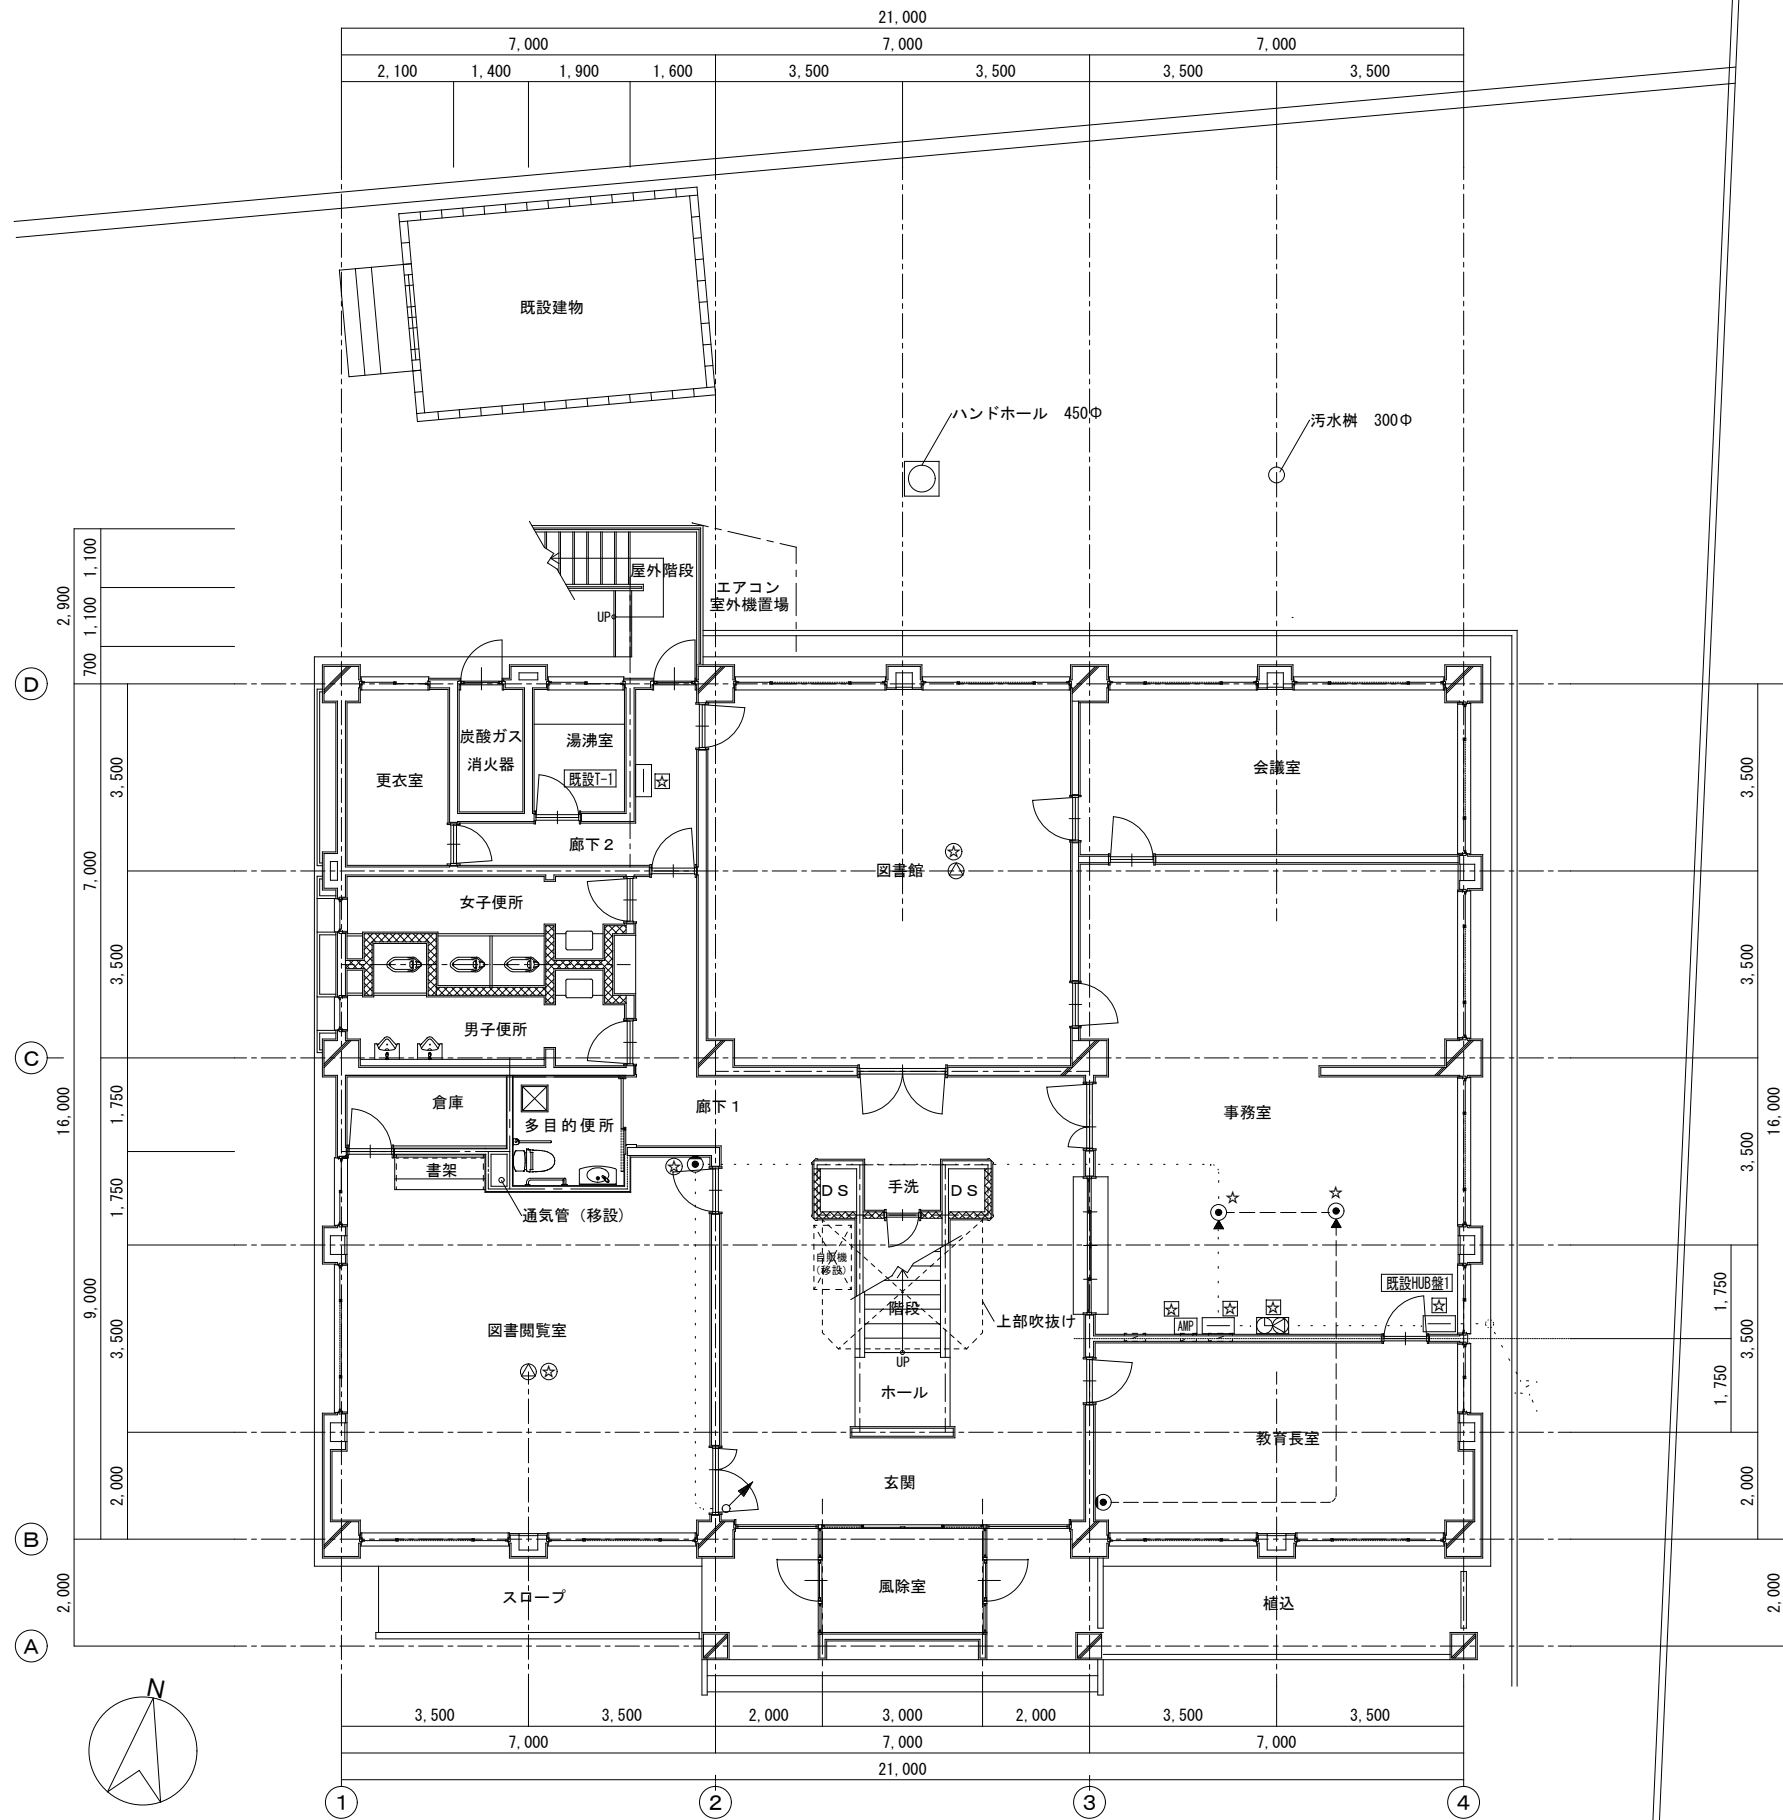 21,000
7,000 7,000 7,000
2,100 1,400 1,900 1,600 3,500 3,500 3,500 3,500
既設建物
ハンドホール 450Φ
汚水桝 300Φ
1,100
1,100
700
2,900
屋外階段
UP
エアコン
室外機置場
D
炭酸ガス
消火器
湯沸室
既設T-1
更衣室
会議室
3,500
3,500
廊下2
図書館
7,000
女子便所
3,500
3,500
男子便所
C
倉庫
廊下1
事務室
多目的便所
1,750
16,000
3,500
16,000
書架
DS
手洗
DS
通気管(移設)
1,750
自販機
(移設)
既設HUB盤1
1,750
9,000
階段
上部吹抜け
AMP
図書閲覧室
3,500
3,500
UP
ホール
1,750
教育長室
玄関
2,000
2,000
B
スロープ
風除室
植込
2,000
2,000
A
N
3,500 3,500 2,000 3,000 2,000 3,500 3,500
7,000 7,000 7,000
21,000
1 2 3 4